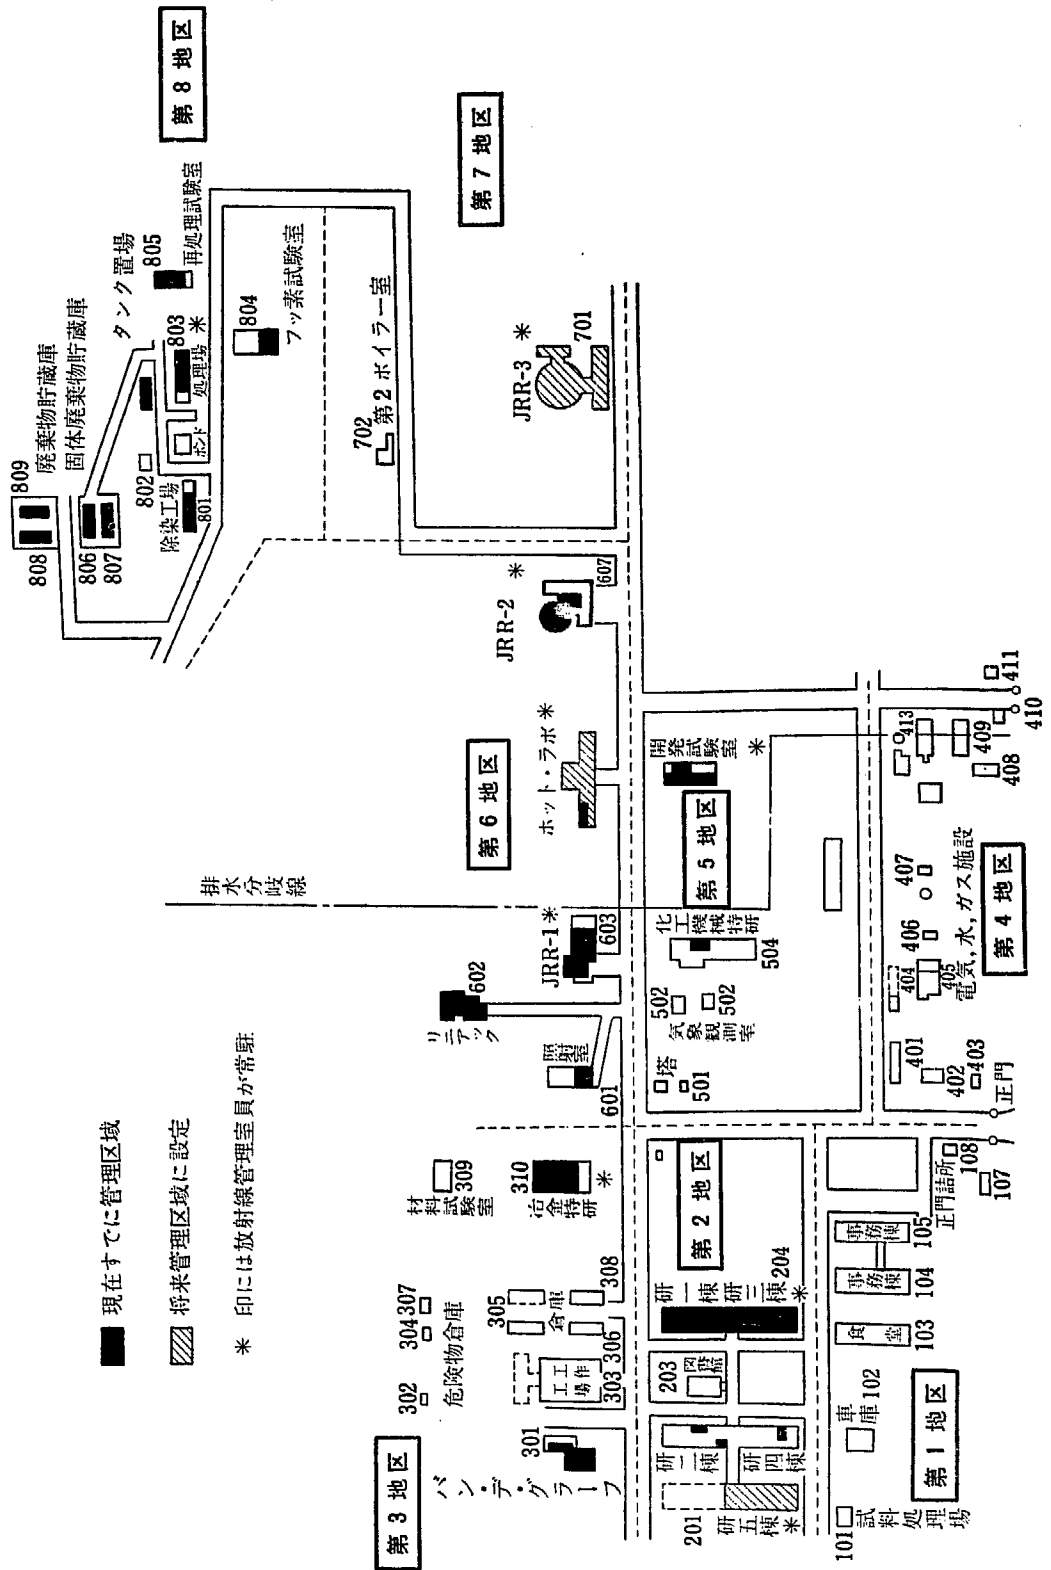 現在すでに管理区域
将来管理区域に設定
* 印には放射線管理室員が常駐
第8地区
809
808
廃棄物貯蔵庫
固体廃棄物貯蔵庫
806
807
タンク置場
805
再処理試験室
802
803
処理場 *
ポンド
除染工場
801
804
フッ素試験室
第7地区
702
第2ボイラー室
JRR-3 *
701
JRR-2 *
607
第6地区
ホット・ラボ *
排水分岐線
JRR-1*
603
602
リニアック
照射室
601
第3地区
バン・デ・グラーフ
301
302
304
307
危険物倉庫
303
工作工場
305
倉庫
306
308
309
材料試験室
310
冶金特研
*
第2地区
201
研五棟*
研二棟
研四棟
203
図書館
研一棟
研三棟*
204
第5地区
開発試験室 *
化工機械特研
504
502
502
気象観測室
塔
501
第4地区
電気,水,ガス施設
401
402
403
404
405
406
407
408
409
410
411
413
正門
第1地区
101
試料処理場
車庫
102
103
食堂
104
事務棟
105
事務棟
107
108
正門詰所